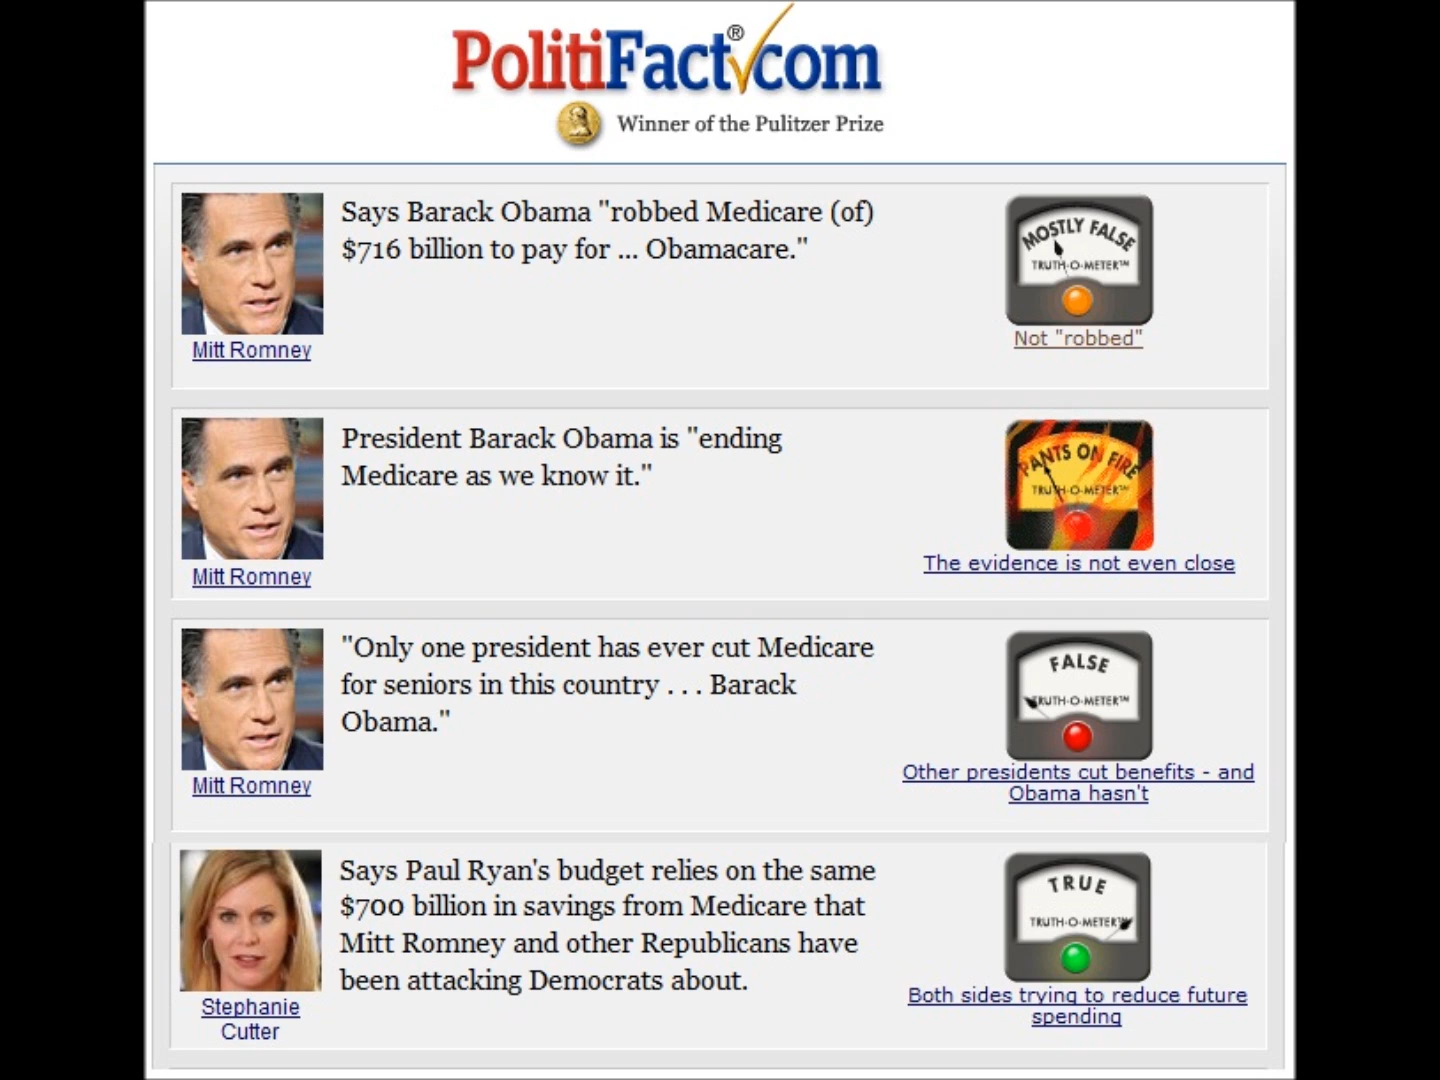 PolitiFact®com
Winner of the Pulitzer Prize
Says Barack Obama "robbed Medicare (of)
$716 billion to pay for ... Obamacare."
Mitt Romney
MOSTLY FALSE
TRUTH-O-METER™
Not "robbed"
President Barack Obama is "ending
Medicare as we know it."
Mitt Romney
PANTS ON FIRE
TRUTH-O-METER™
The evidence is not even close
"Only one president has ever cut Medicare
for seniors in this country . . . Barack
Obama."
Mitt Romney
FALSE
TRUTH-O-METER™
Other presidents cut benefits - and
Obama hasn't
Says Paul Ryan's budget relies on the same
$700 billion in savings from Medicare that
Mitt Romney and other Republicans have
been attacking Democrats about.
Stephanie
Cutter
TRUE
TRUTH-O-METER™
Both sides trying to reduce future
spending